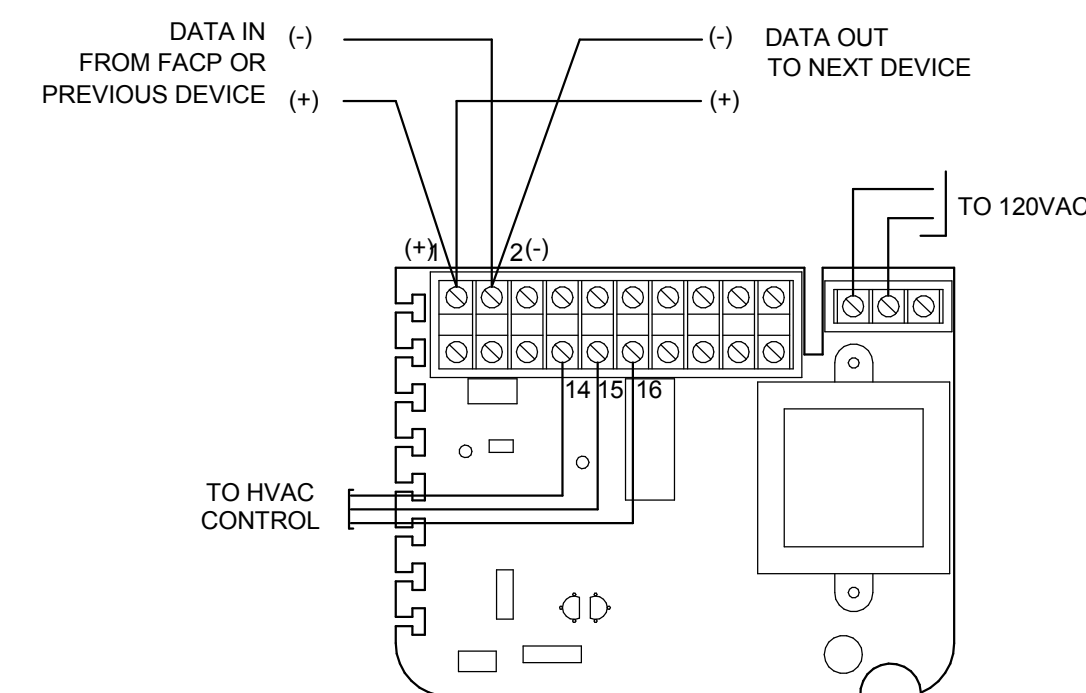 DATA IN (-)
FROM FACP OR
PREVIOUS DEVICE (+)
(-) DATA OUT
TO NEXT DEVICE
(+)
TO 120VAC
(+)1 2(-)
14 15 16
TO HVAC
CONTROL